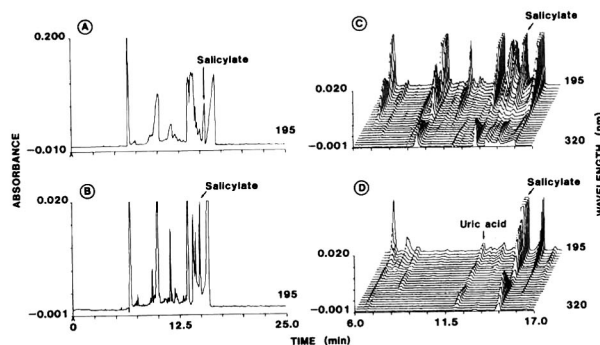 A
0.200
Salicylate
195
-0.010
ABSORBANCE
B
0.020
Salicylate
195
-0.001
0
12.5
25.0
TIME (min)
C
Salicylate
0.020
195
-0.001
320
WAVELENGTH (nm)
D
Salicylate
Uric acid
0.020
195
-0.001
320
6.0
11.5
17.0